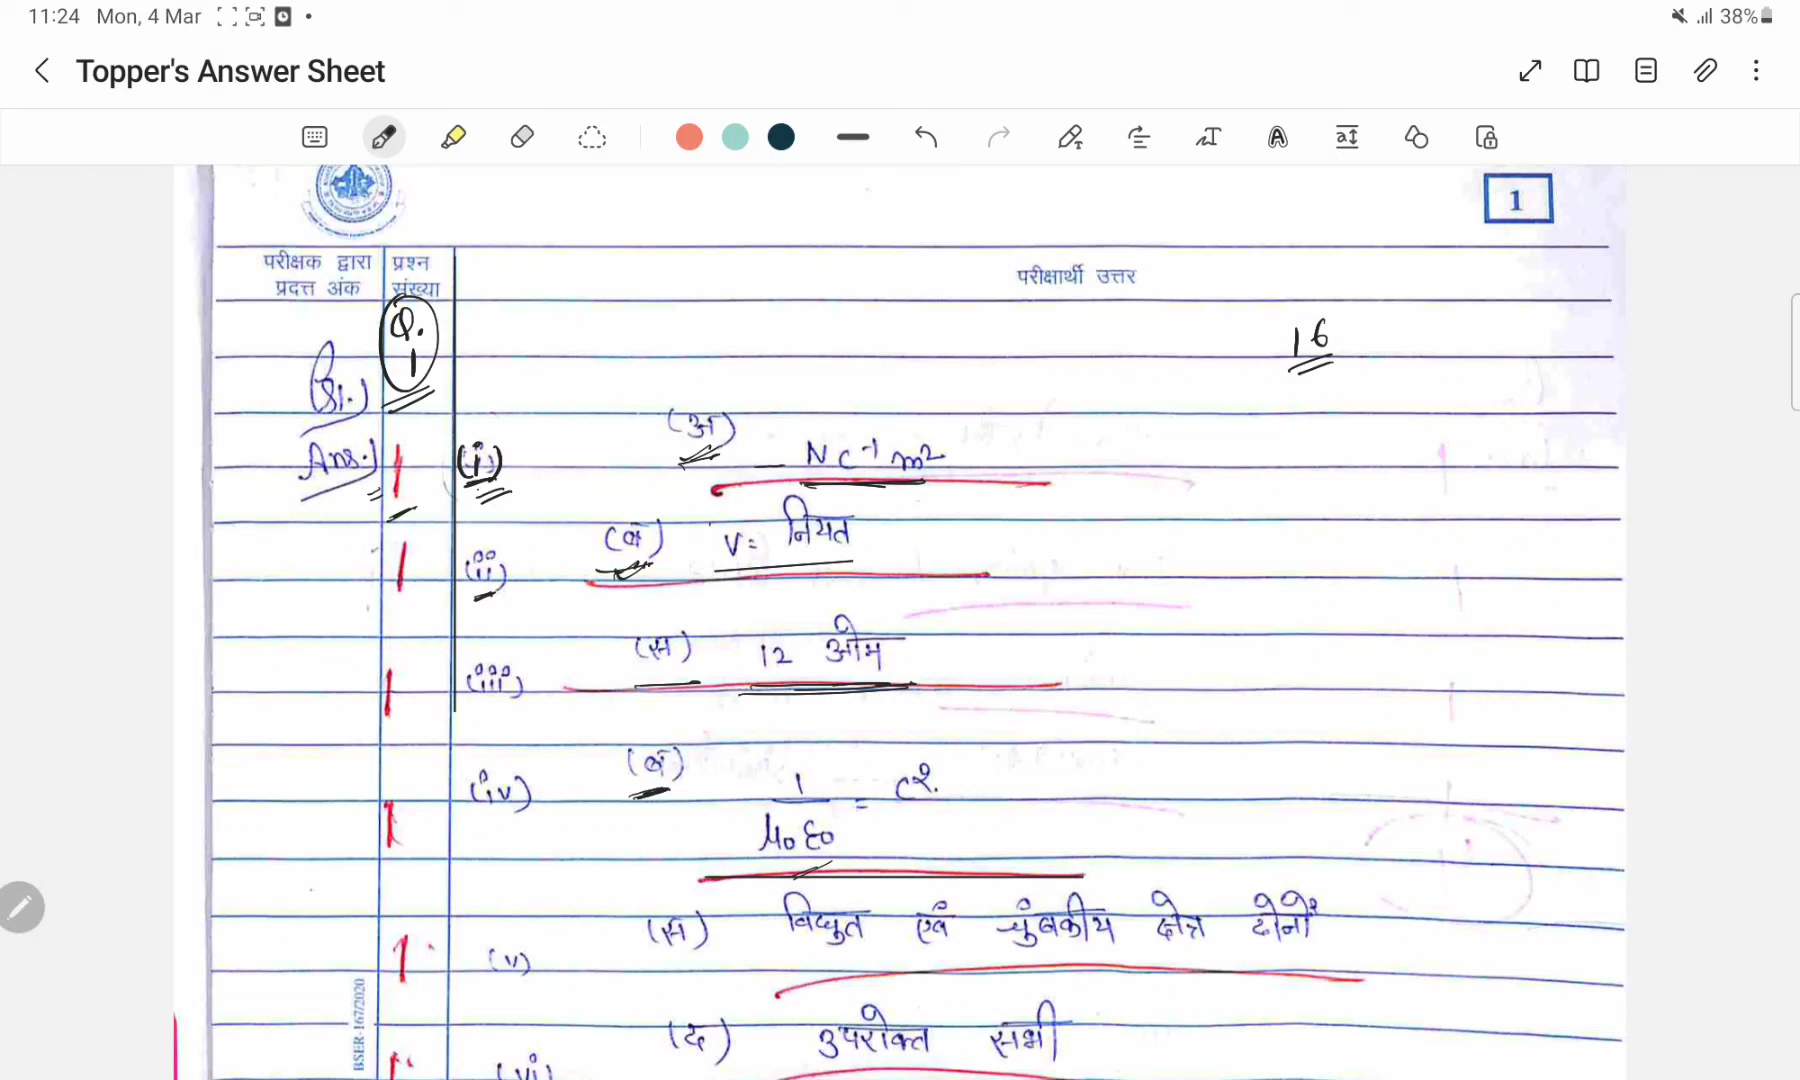 11:24 Mon, 4 Mar 38%
Topper's Answer Sheet
1
परीक्षक द्वारा प्रदत्त अंक
प्रश्न संख्या
परीक्षार्थी उत्तर
Q. 1
16
Ans.
1 (i) (अ) — N C⁻¹ m²
1 (ii) (ब) V = नियत
1 (iii) (स) 12 ओम
1 (iv) (ब) 1/μ₀ε₀ = c².
1 (v) (स) विद्युत एवं चुंबकीय क्षेत्र दोनों
1 (vi) (द) उपरोक्त सभी
BSER-167/2020